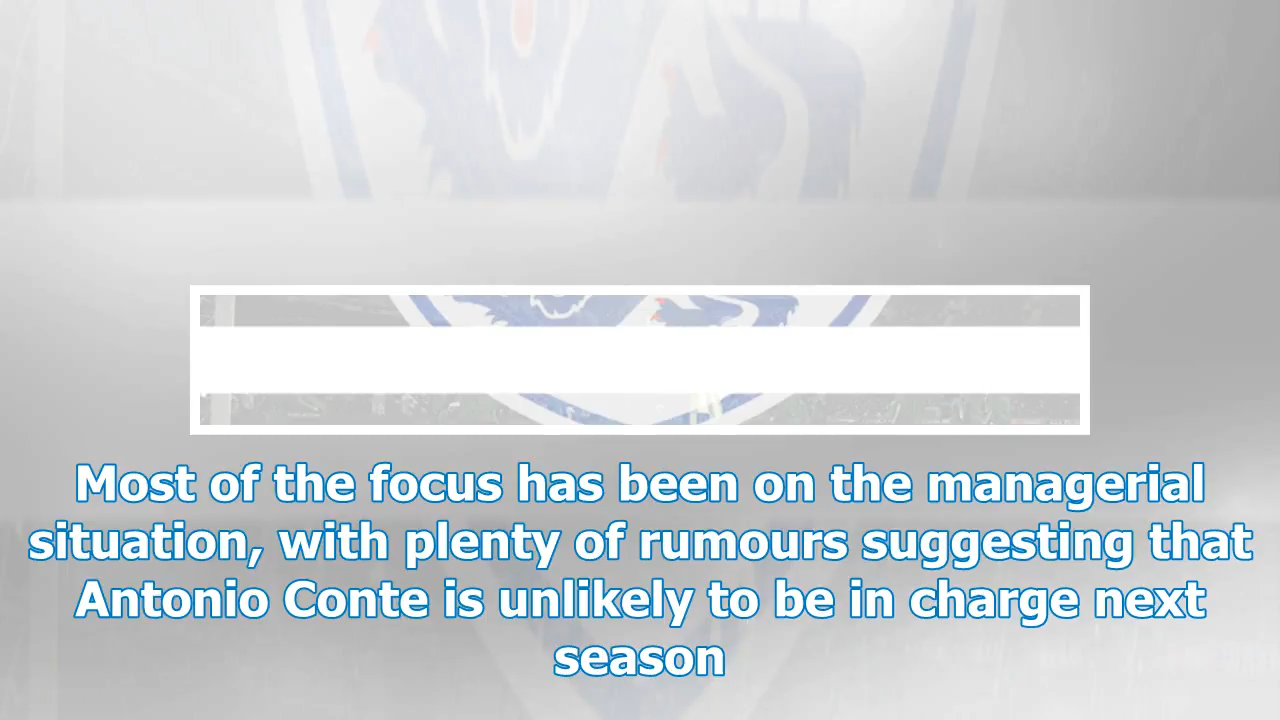 Most of the focus has been on the managerial
situation, with plenty of rumours suggesting that
Antonio Conte is unlikely to be in charge next
season